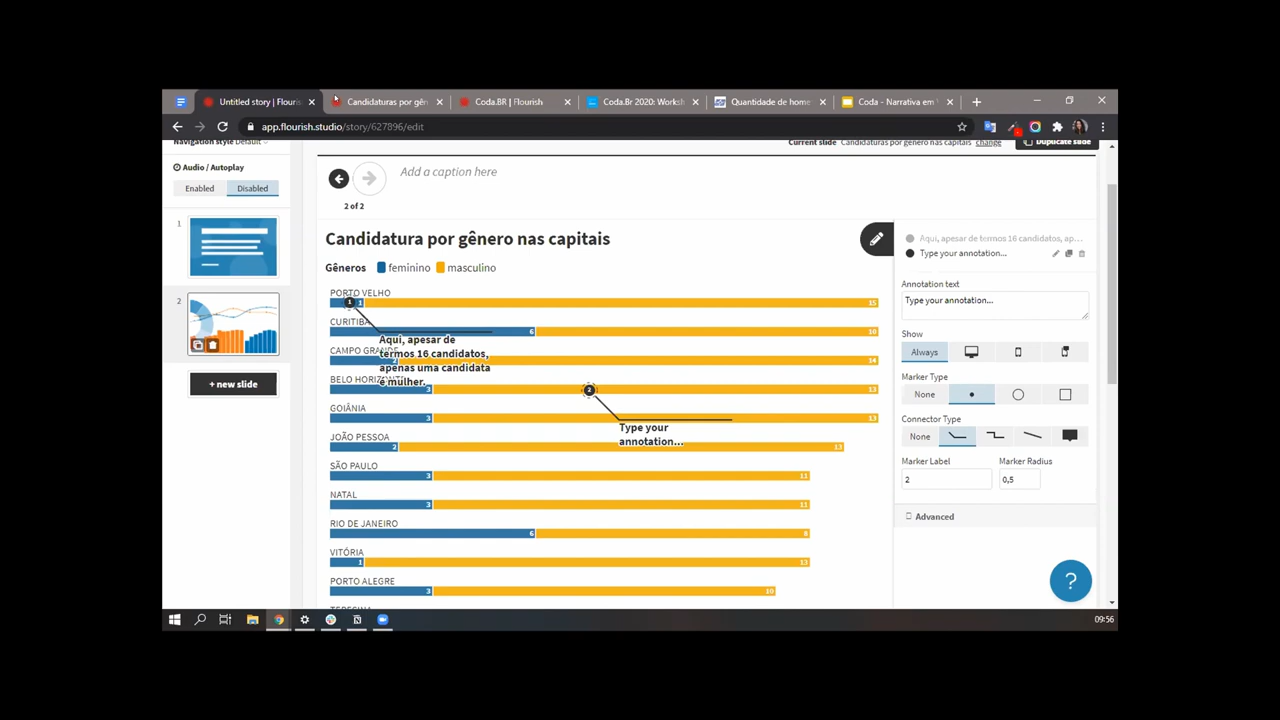 Untitled story | Flouris
Candidaturas por gên
Coda.BR | Flourish
Coda.Br 2020: Worksh
Quantidade de home
Coda - Narrativa em
app.flourish.studio/story/627896/edit
Navigation style Default
Current slide Candidaturas por gênero nas capitais change
Duplicate slide
Audio / Autoplay
Enabled
Disabled
1
2
+ new slide
Add a caption here
2 of 2
Candidatura por gênero nas capitais
Gêneros feminino masculino
PORTO VELHO
1 1 15
CURITIBA
6 10
Aqui, apesar de
termos 16 candidatos,
apenas uma candidata
é mulher.
CAMPO GRANDE
2 14
BELO HORIZONTE
3 2 13
GOIÂNIA
3 13
Type your
annotation...
JOÃO PESSOA
2 13
SÃO PAULO
3 11
NATAL
3 11
RIO DE JANEIRO
6 8
VITÓRIA
1 13
PORTO ALEGRE
3 10
Aqui, apesar de termos 16 candidatos, ap...
Type your annotation...
Annotation text
Type your annotation...
Show
Always
Marker Type
None
Connector Type
None
Marker Label
Marker Radius
2
0,5
Advanced
?
09:56